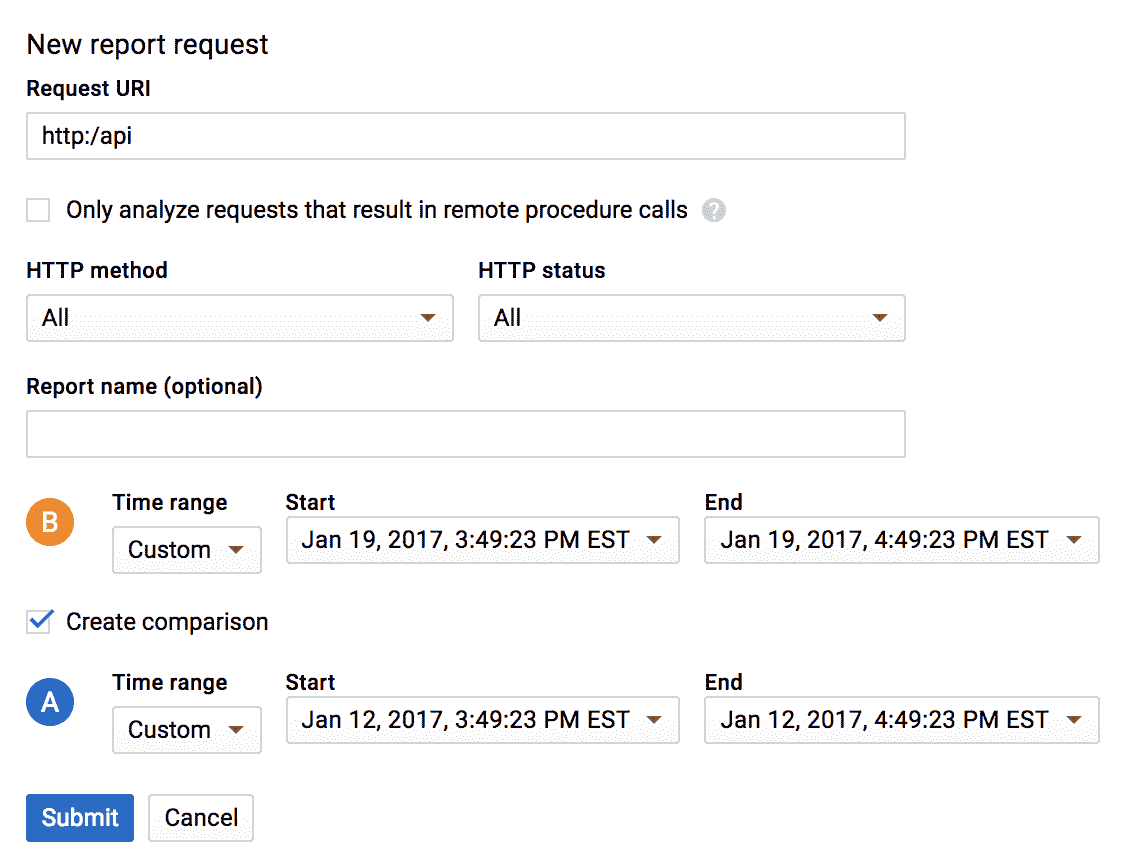 New report request
Request URI
http:/api
Only analyze requests that result in remote procedure calls ?
HTTP method HTTP status
All All
Report name (optional)
B Time range Start End
Custom Jan 19, 2017, 3:49:23 PM EST Jan 19, 2017, 4:49:23 PM EST
Create comparison
A Time range Start End
Custom Jan 12, 2017, 3:49:23 PM EST Jan 12, 2017, 4:49:23 PM EST
Submit Cancel